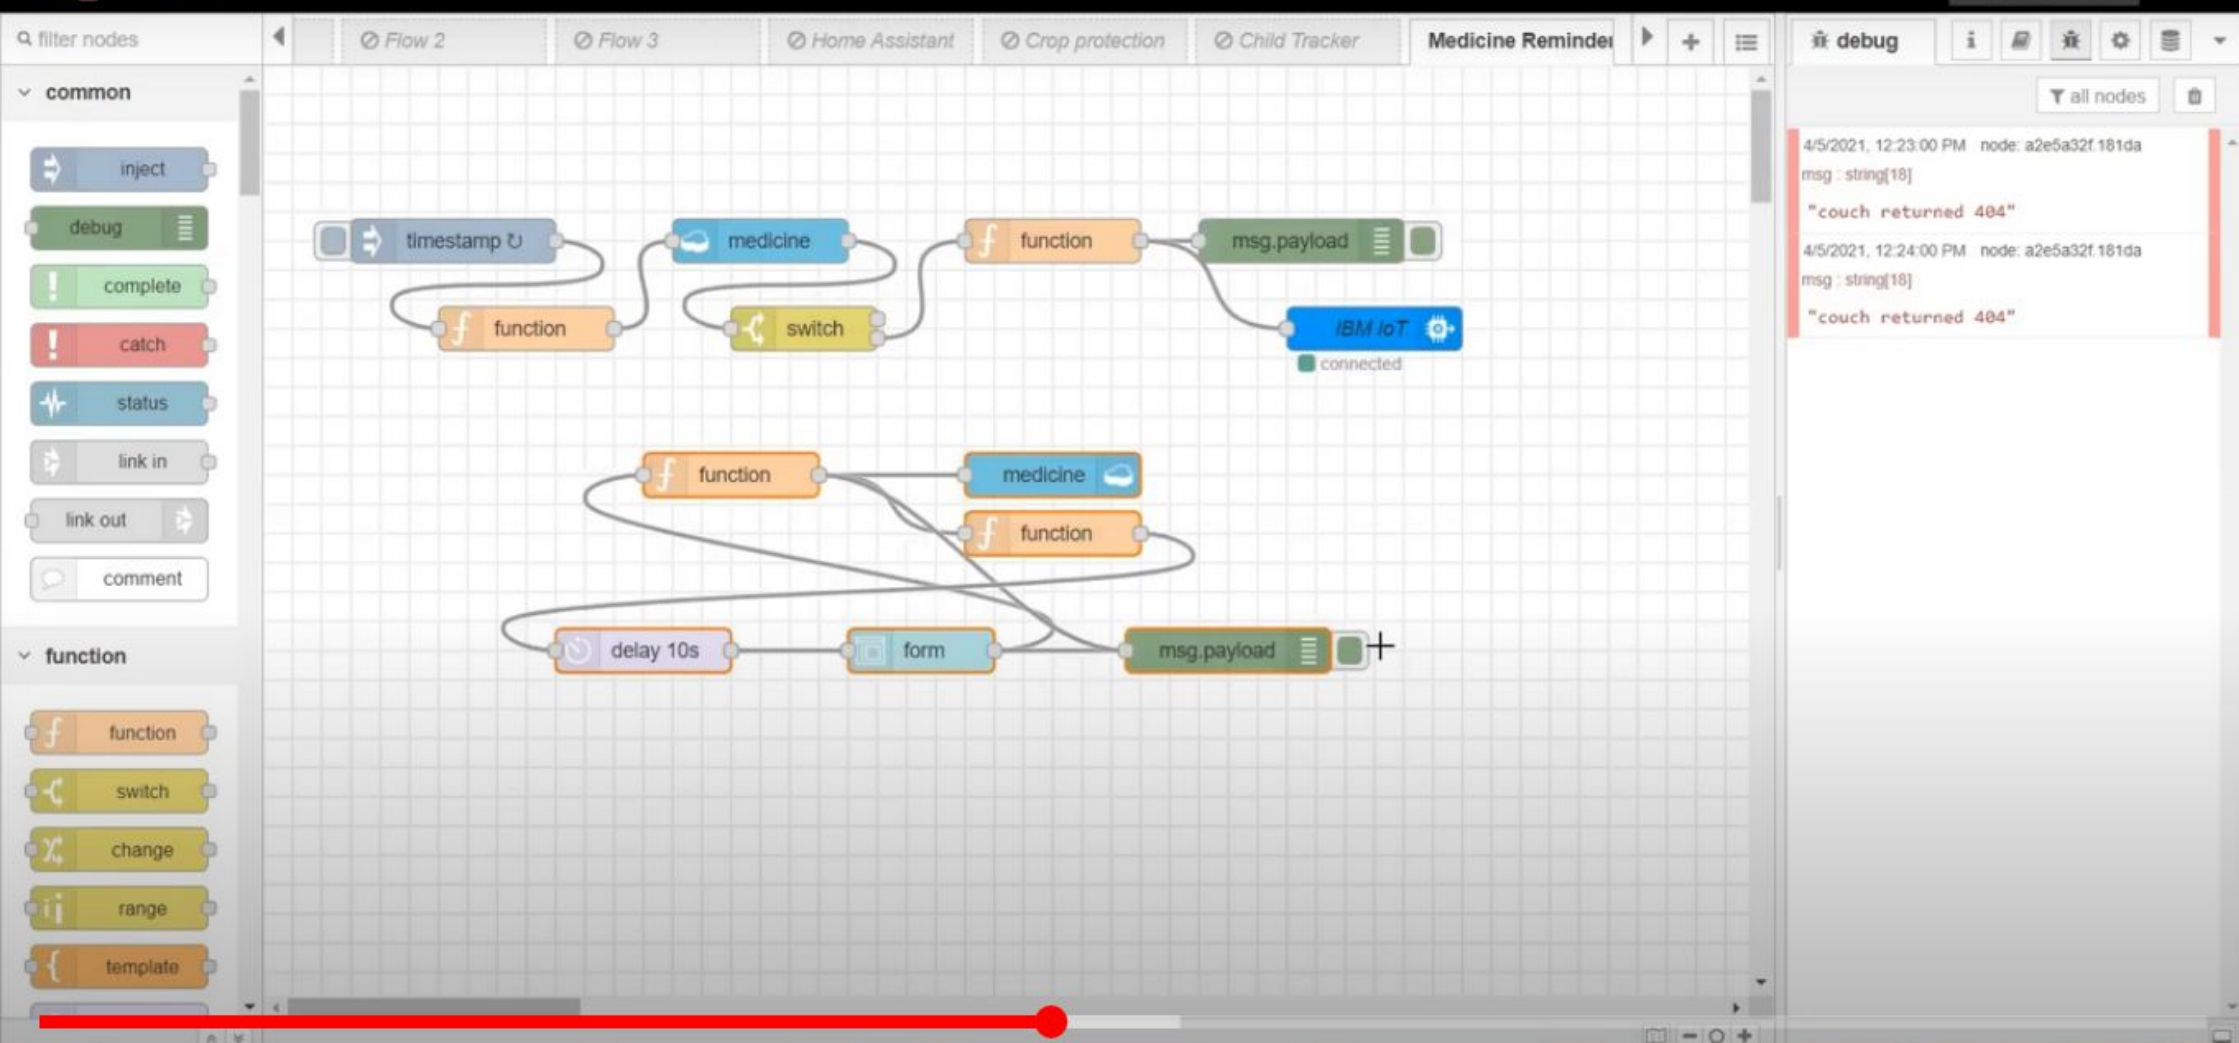 filter nodes
Flow 2
Flow 3
Home Assistant
Crop protection
Child Tracker
Medicine Reminder
debug
all nodes
common
inject
debug
complete
catch
status
link in
link out
comment
function
function
switch
change
range
template
timestamp ↻
medicine
function
msg.payload
function
switch
IBM IoT
connected
function
medicine
function
delay 10s
form
msg.payload
4/5/2021, 12:23:00 PM node: a2e5a32f.181da
msg : string[18]
"couch returned 404"
4/5/2021, 12:24:00 PM node: a2e5a32f.181da
msg : string[18]
"couch returned 404"